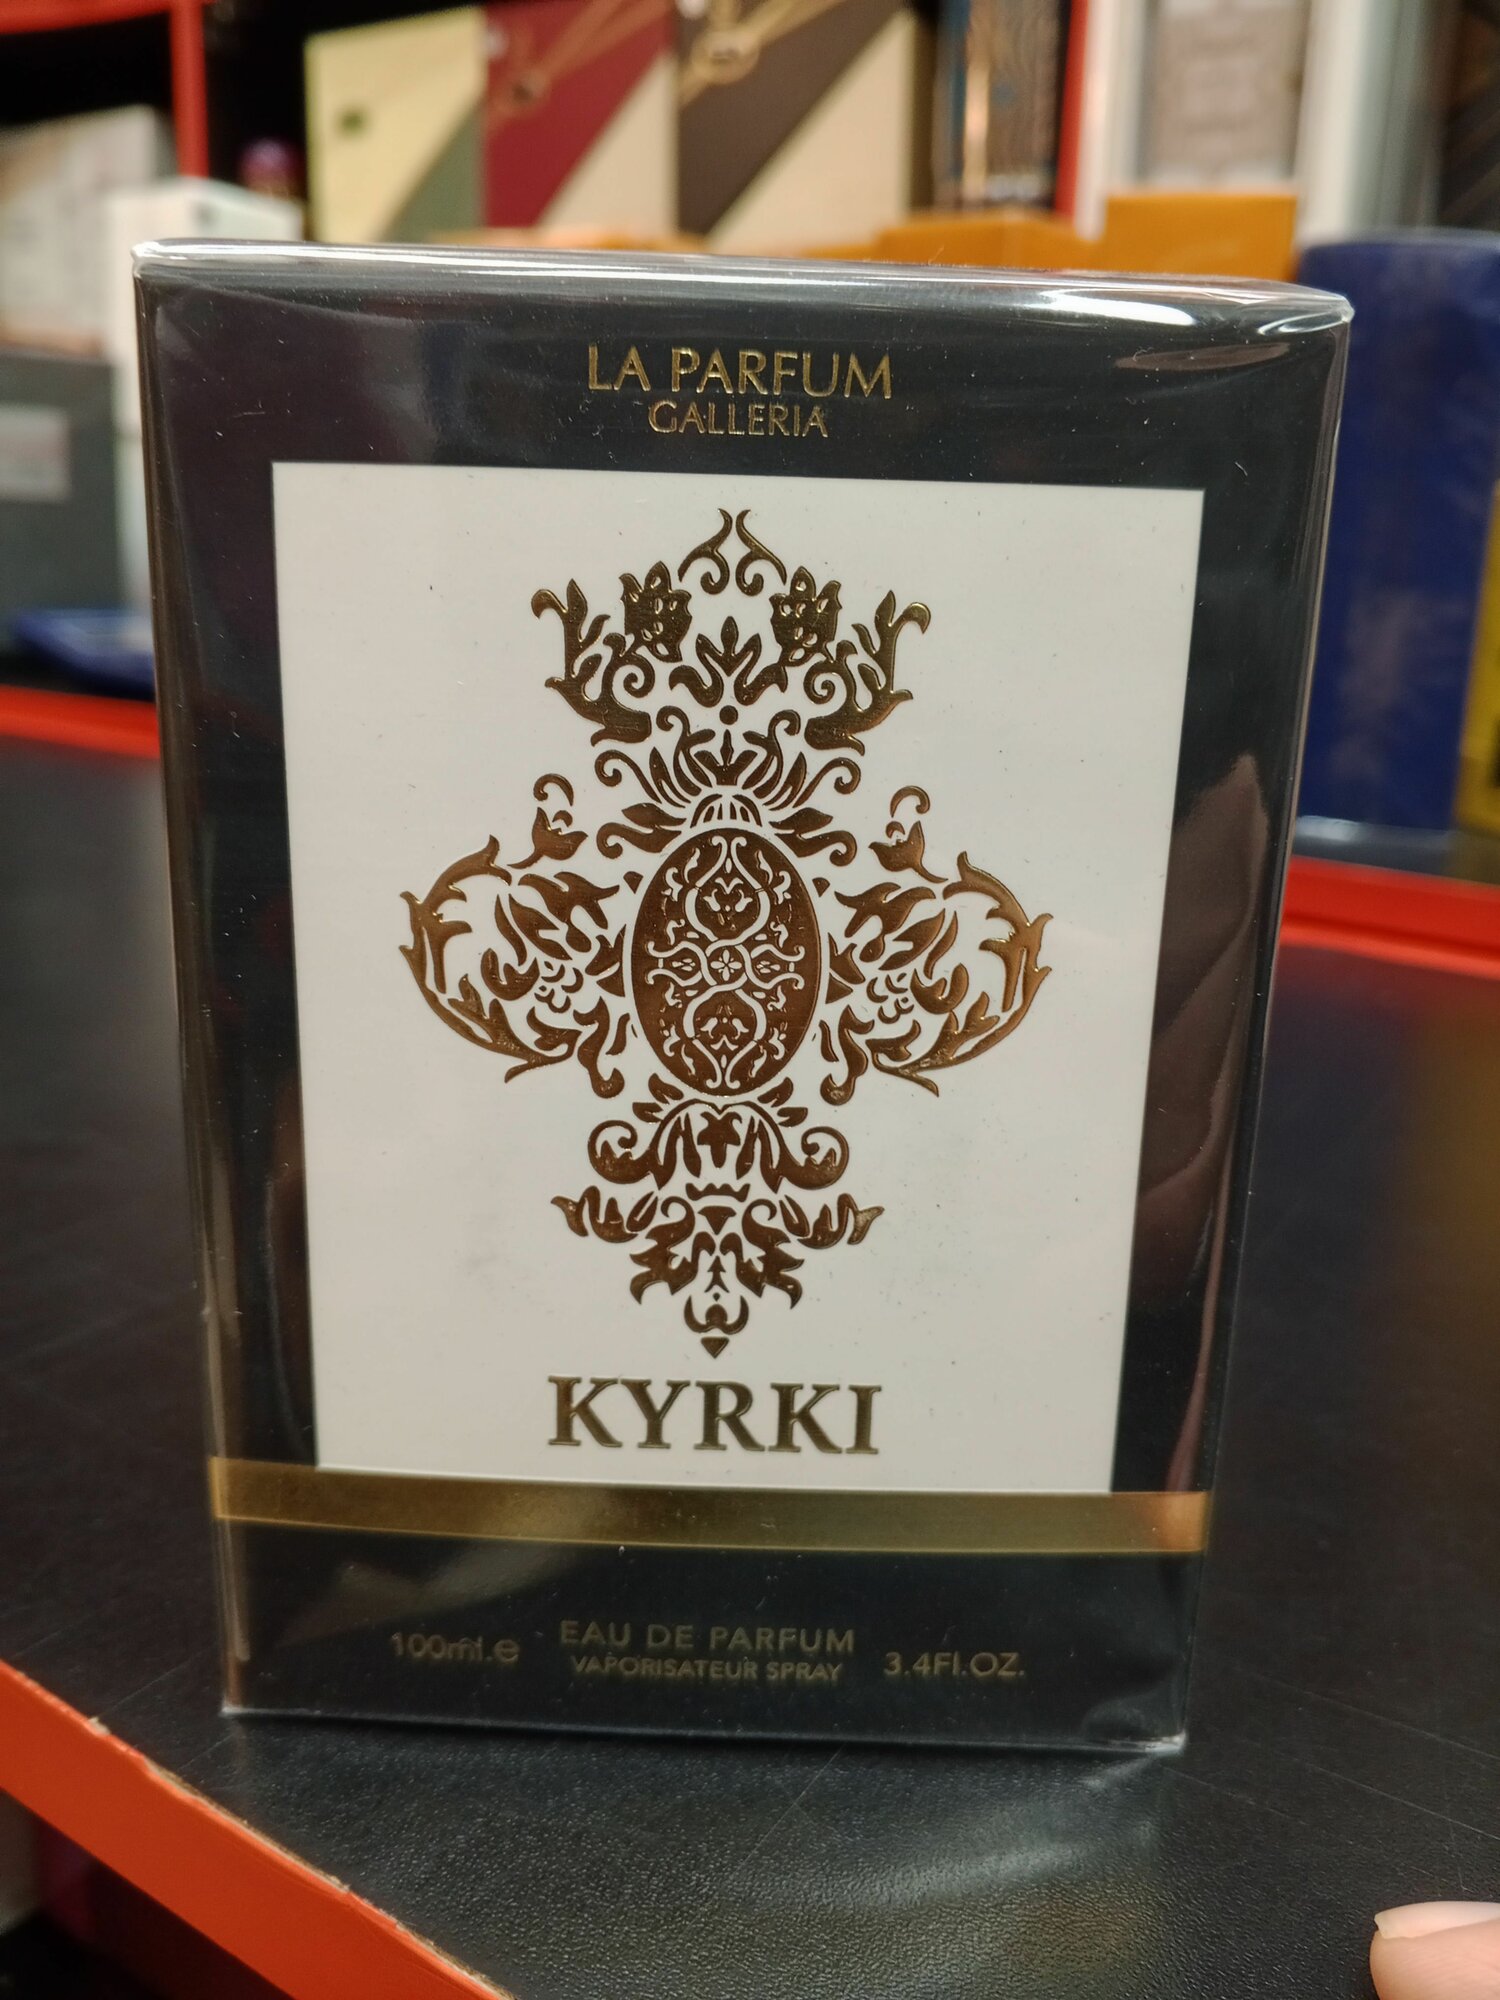 LA PARFUM
GALLERIA
KYRKI
100ml.e
EAU DE PARFUM
VAPORISATEUR SPRAY
3.4Fl.OZ.